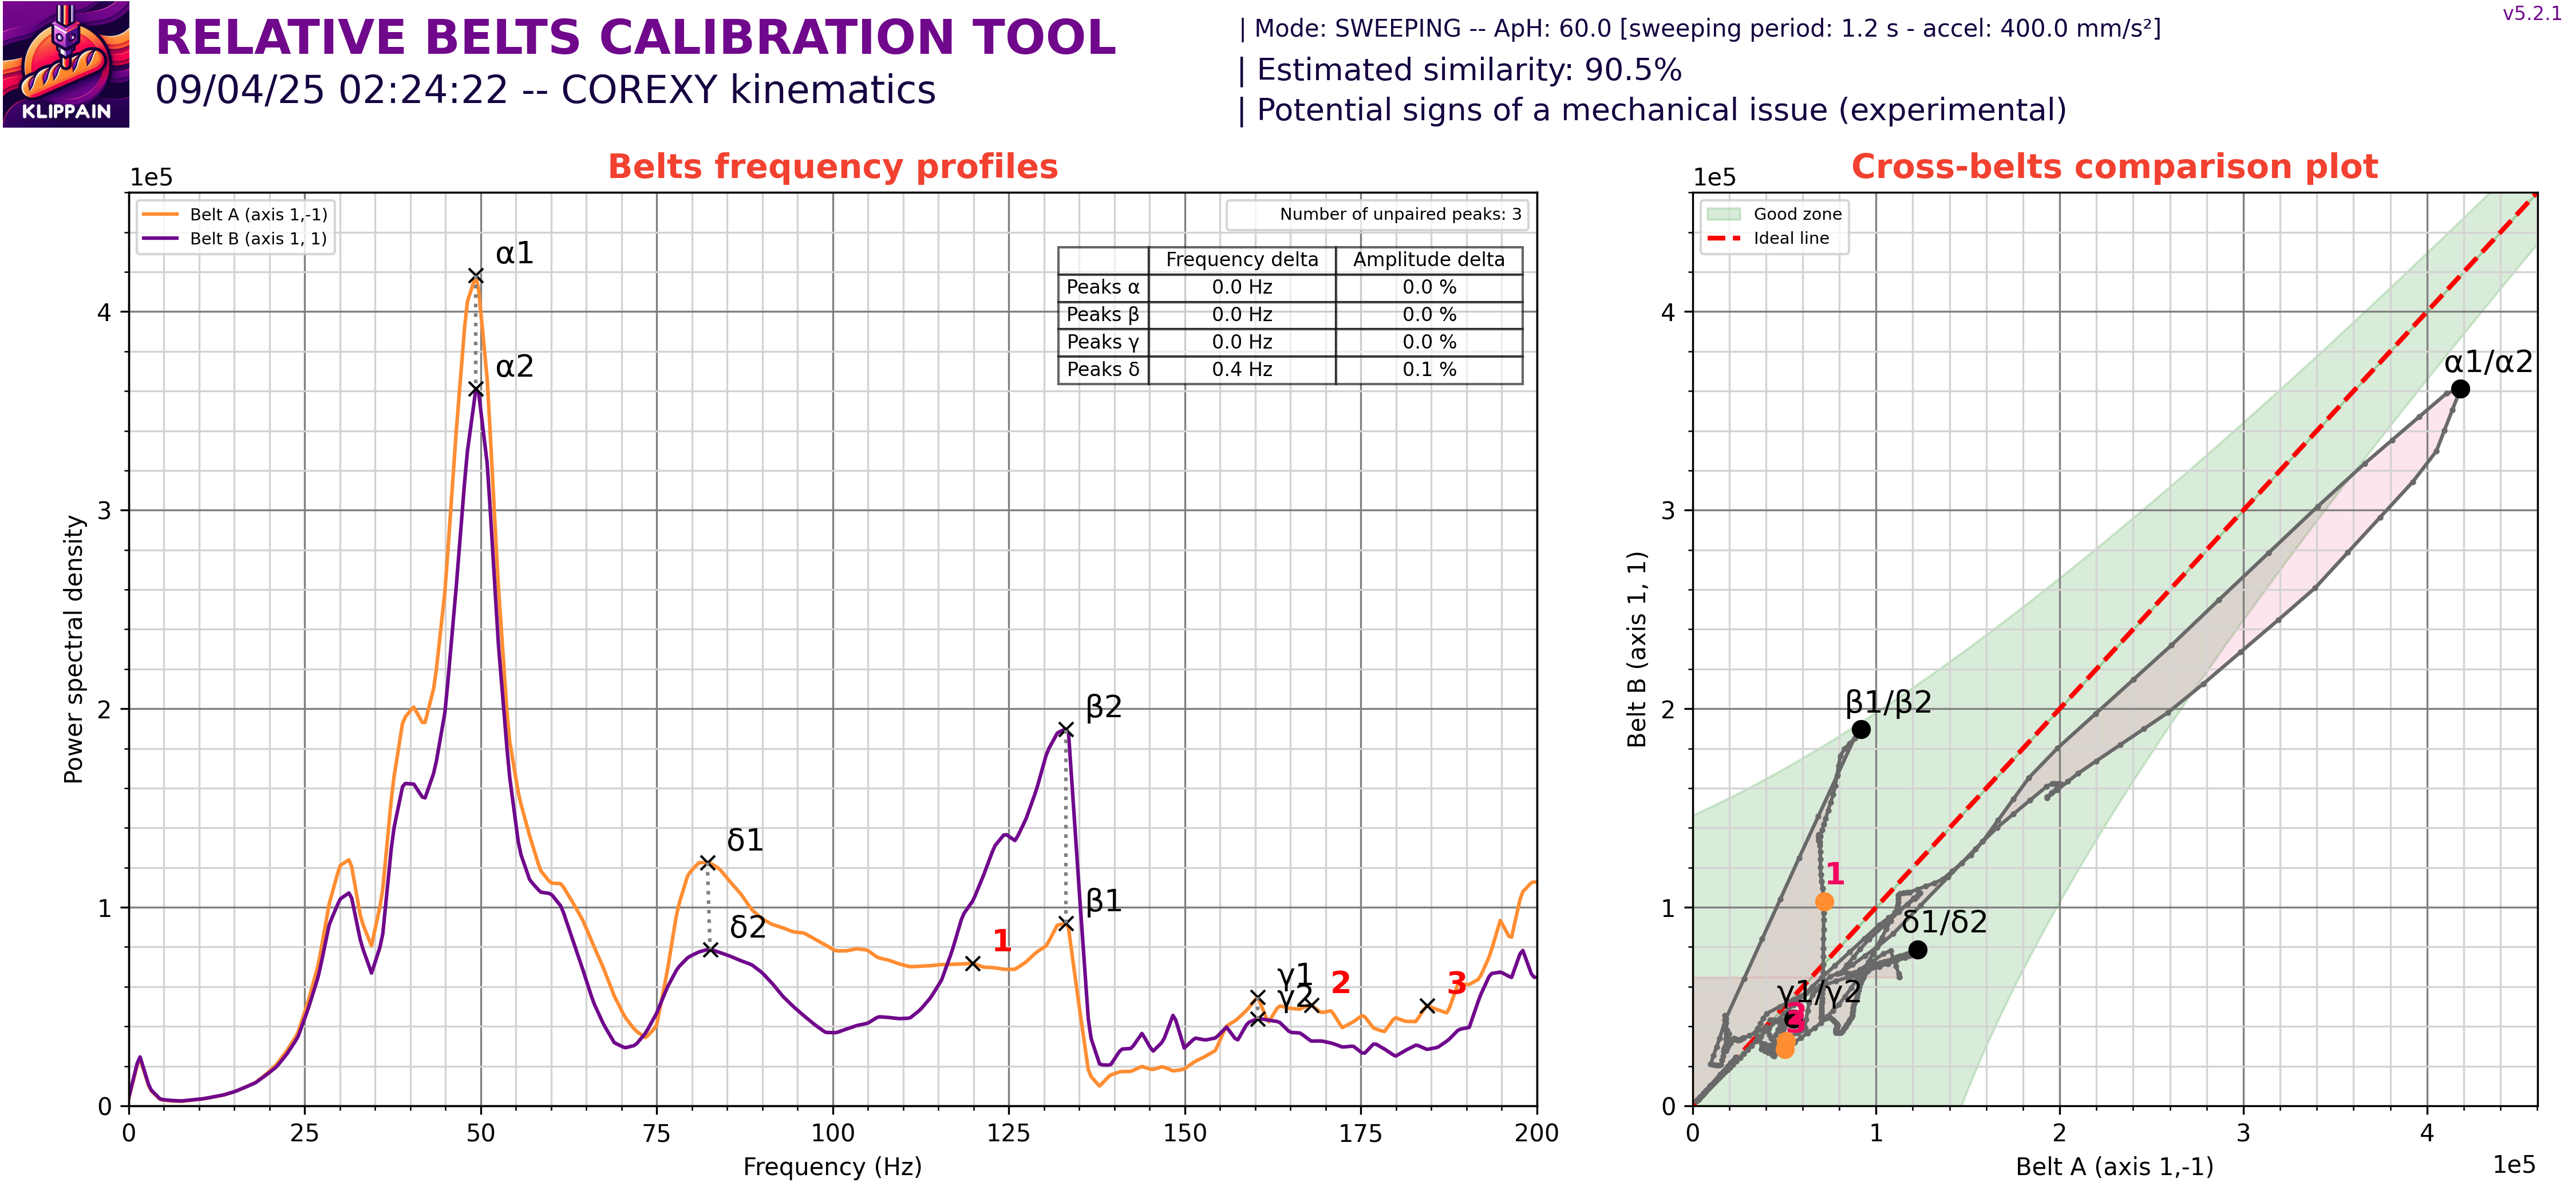 KLIPPAIN
RELATIVE BELTS CALIBRATION TOOL
09/04/25 02:24:22 -- COREXY kinematics
| Mode: SWEEPING -- ApH: 60.0 [sweeping period: 1.2 s - accel: 400.0 mm/s²]
| Estimated similarity: 90.5%
| Potential signs of a mechanical issue (experimental)
v5.2.1
Belts frequency profiles
1e5
Belt A (axis 1,-1)
Belt B (axis 1, 1)
Number of unpaired peaks: 3
Frequency delta Amplitude delta
Peaks α 0.0 Hz 0.0 %
Peaks β 0.0 Hz 0.0 %
Peaks γ 0.0 Hz 0.0 %
Peaks δ 0.4 Hz 0.1 %
α1
α2
β2
β1
δ1
δ2
γ1
γ2
1
2
3
4
3
2
1
0
Power spectral density
0 25 50 75 100 125 150 175 200
Frequency (Hz)
Cross-belts comparison plot
1e5
Good zone
Ideal line
α1/α2
β1/β2
1
δ1/δ2
γ1/γ2
4
3
2
1
0
Belt B (axis 1, 1)
0 1 2 3 4
Belt A (axis 1,-1)
1e5